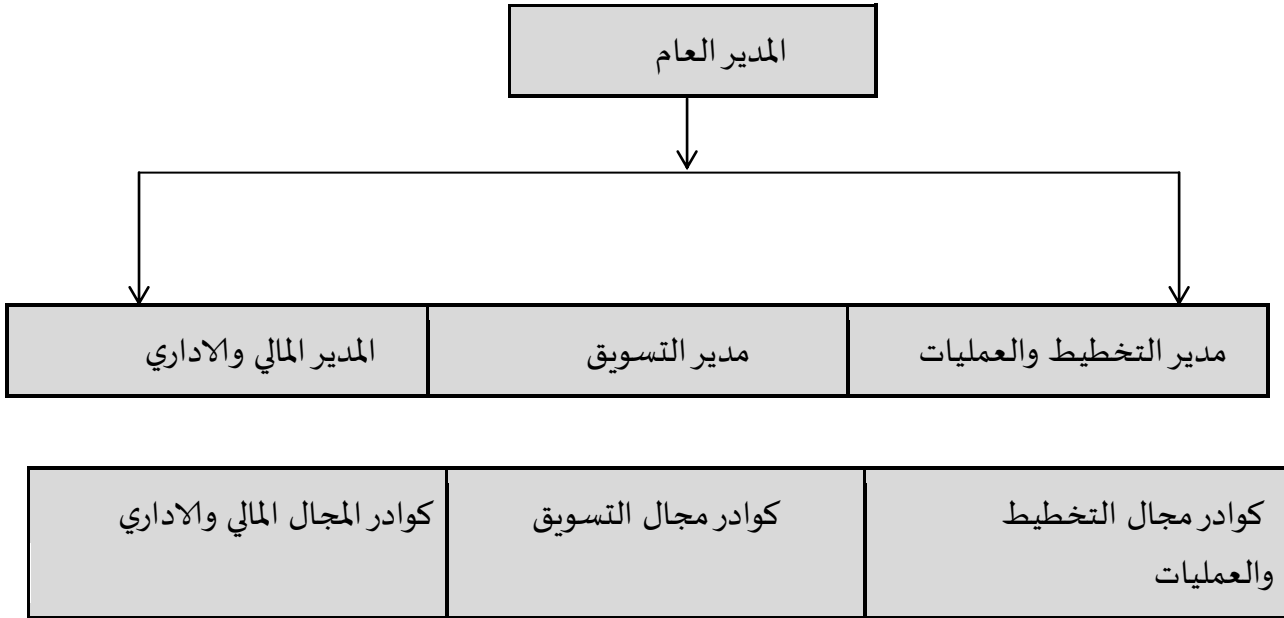 المدير العام
مدير التخطيط والعمليات
مدير التسويق
المدير المالي والاداري
كوادر مجال التخطيط
والعمليات
كوادر مجال التسويق
كوادر المجال المالي والاداري